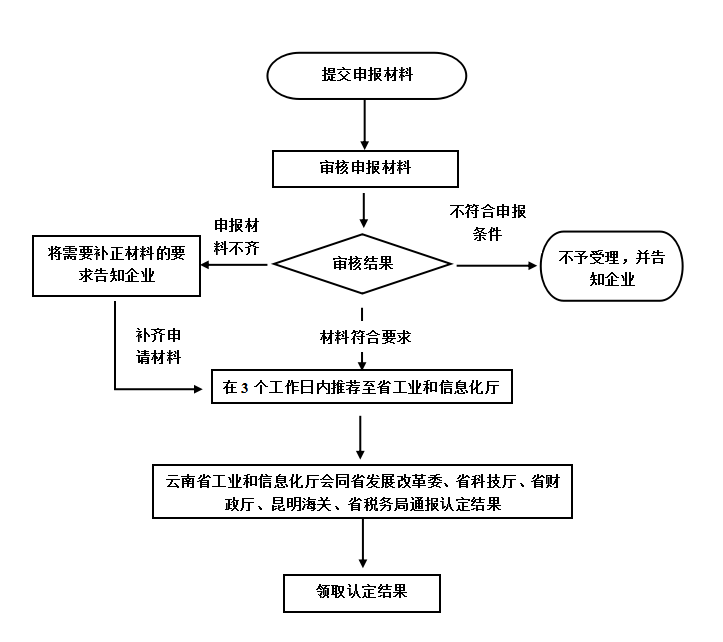 提交申报材料
审核申报材料
申报材
料不齐
不符合申报
条件
将需要补正材料的要
求告知企业
审核结果
不予受理，并告
知企业
补齐申
请材料
材料符合要求
在 3 个工作日内推荐至省工业和信息化厅
云南省工业和信息化厅会同省发展改革委、省科技厅、省财
政厅、昆明海关、省税务局通报认定结果
领取认定结果